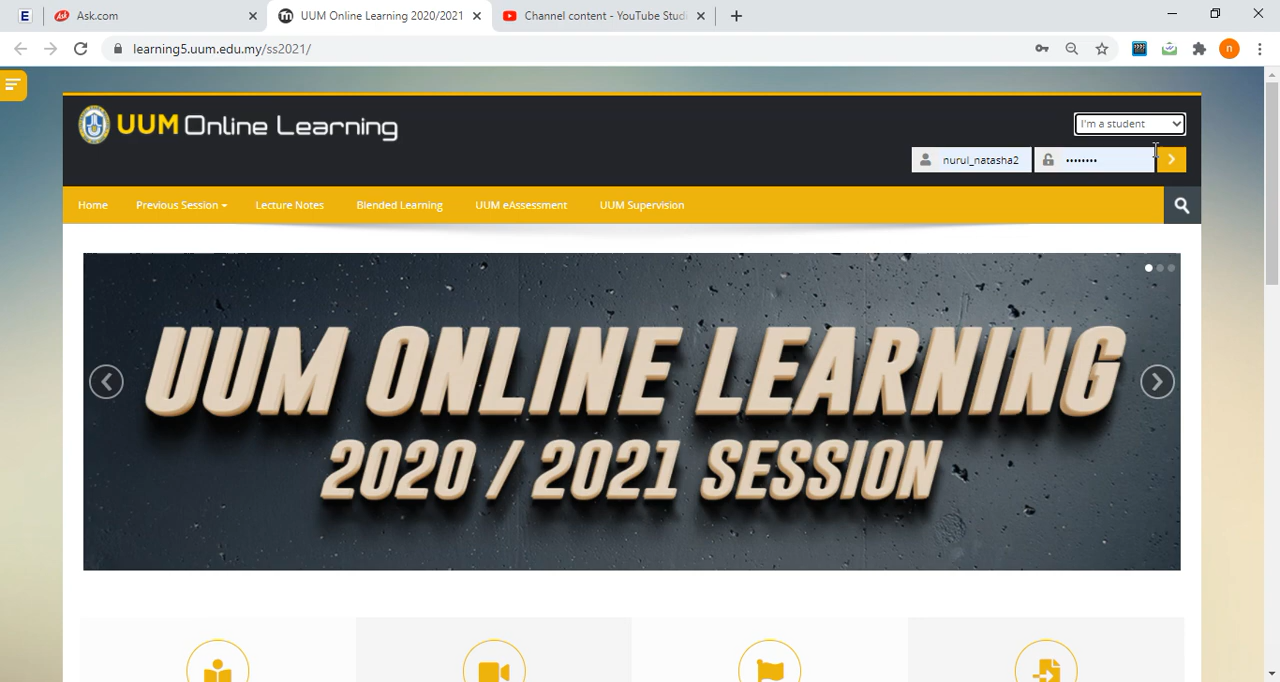 E
Ask.com
UUM Online Learning 2020/2021
Channel content - YouTube Stud
learning5.uum.edu.my/ss2021/
n
UUM Online Learning
I'm a student
nurul_natasha2
••••••••
Home
Previous Session
Lecture Notes
Blended Learning
UUM eAssessment
UUM Supervision
UUM ONLINE LEARNING
2020 / 2021 SESSION